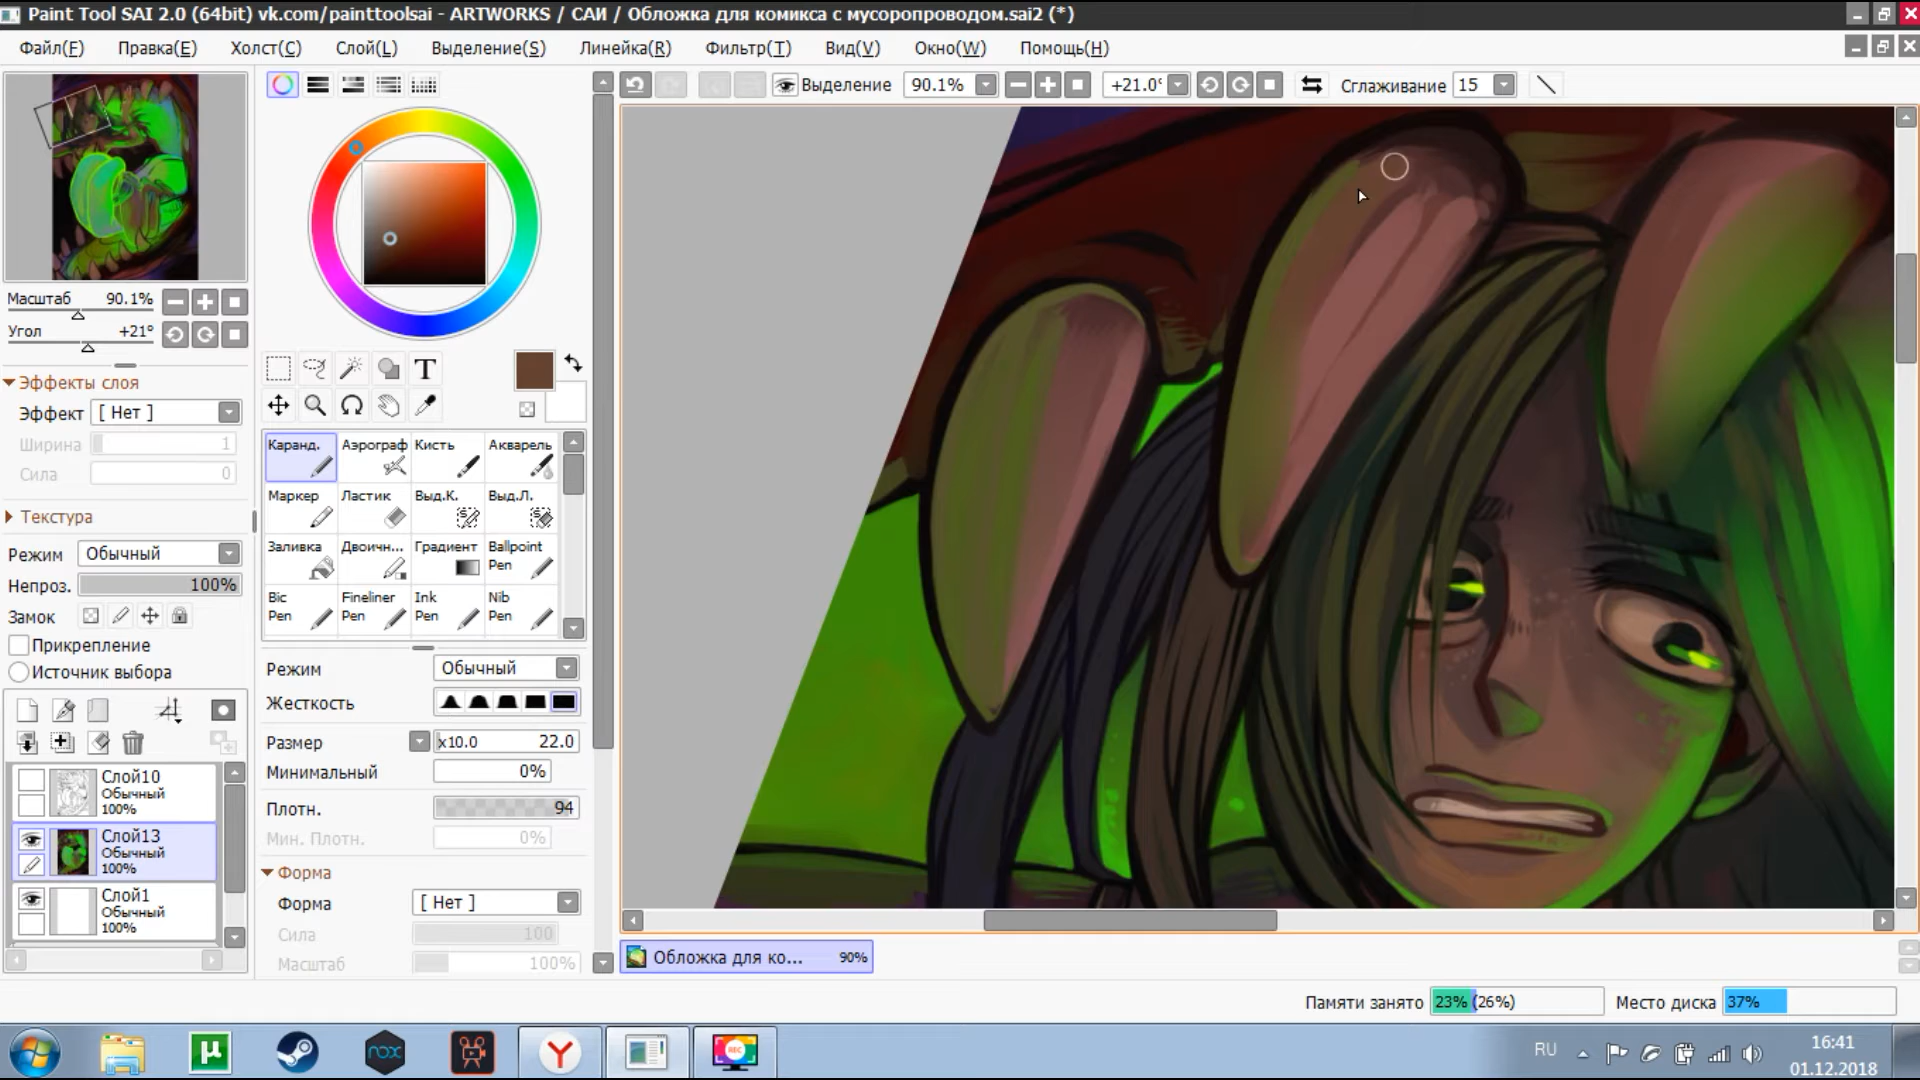 Paint Tool SAI 2.0 (64bit) vk.com/painttoolsai - ARTWORKS / САИ / Обложка для комикса с мусоропроводом.sai2 (*)
Файл(F) Правка(E) Холст(C) Слой(L) Выделение(S) Линейка(R) Фильтр(T) Вид(V) Окно(W) Помощь(H)
Выделение 90.1% +21.0° Сглаживание 15
Масштаб 90.1%
Угол +21°
Эффекты слоя
Эффект [ Нет ]
Ширина 1
Сила 0
Текстура
Режим Обычный
Непроз. 100%
Замок
Прикрепление
Источник выбора
Слой10
Обычный
100%
Слой13
Обычный
100%
Слой1
Обычный
100%
T
Каранд. Аэрограф Кисть Акварель
Маркер Ластик Выд.К. Выд.Л.
Заливка Двоичн... Градиент Ballpoint Pen
Bic Pen Fineliner Pen Ink Pen Nib Pen
Режим Обычный
Жесткость
Размер x10.0 22.0
Минимальный 0%
Плотн. 94
Мин. Плотн. 0%
Форма
Форма [ Нет ]
Сила 100
Масштаб 100%
Обложка для ко... 90%
Памяти занято 23% (26%) Место диска 37%
µ nox Y REC RU 16:41
01.12.2018